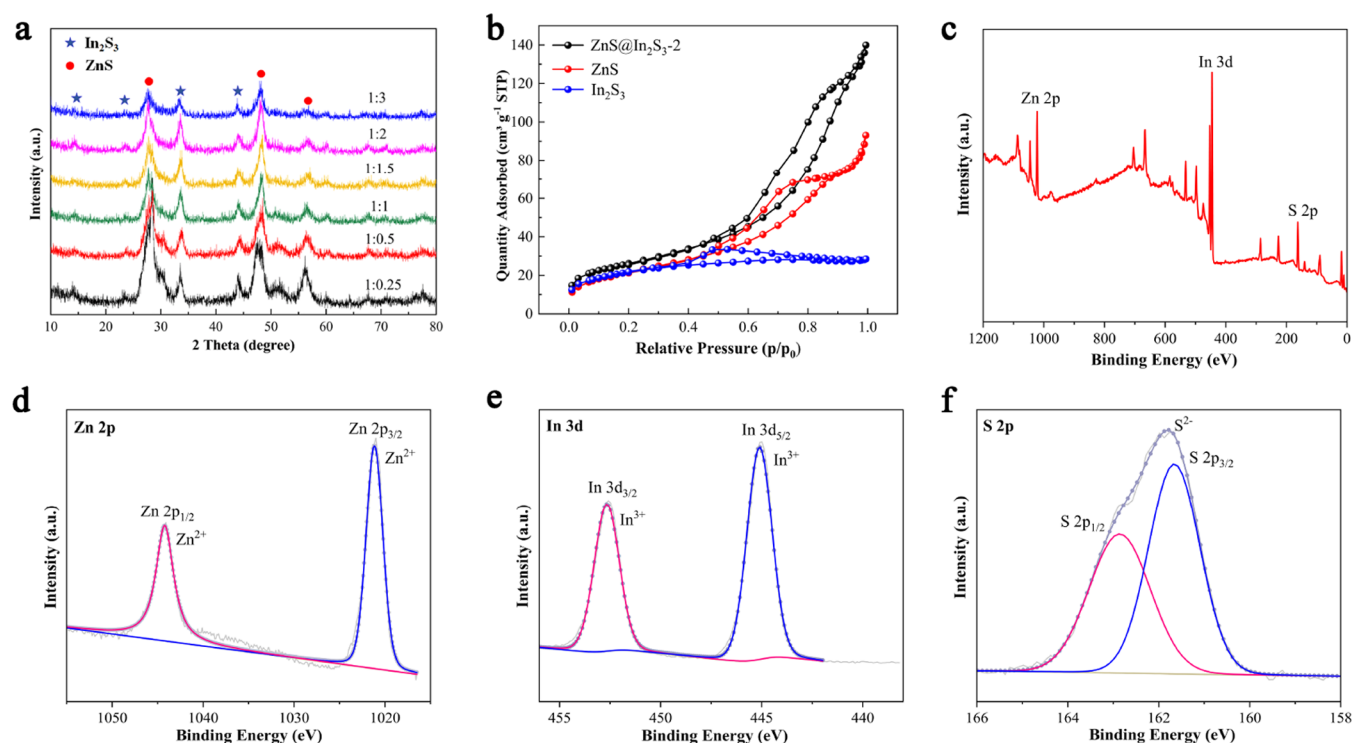 a
★ In₂S₃
● ZnS
1:3
1:2
1:1.5
1:1
1:0.5
1:0.25
Intensity (a.u.)
10 20 30 40 50 60 70 80
2 Theta (degree)
b
ZnS@In₂S₃-2
ZnS
In₂S₃
Quantity Adsorbed (cm³ g⁻¹ STP)
140
120
100
80
60
40
20
0
0.0 0.2 0.4 0.6 0.8 1.0
Relative Pressure (p/p₀)
c
In 3d
Zn 2p
S 2p
Intensity (a.u.)
1200 1000 800 600 400 200 0
Binding Energy (eV)
d
Zn 2p
Zn 2p₃/₂
Zn²⁺
Zn 2p₁/₂
Zn²⁺
Intensity (a.u.)
1050 1040 1030 1020
Binding Energy (eV)
e
In 3d
In 3d₅/₂
In³⁺
In 3d₃/₂
In³⁺
Intensity (a.u.)
455 450 445 440
Binding Energy (eV)
f
S 2p
S²⁻
S 2p₃/₂
S 2p₁/₂
Intensity (a.u.)
166 164 162 160 158
Binding Energy (eV)